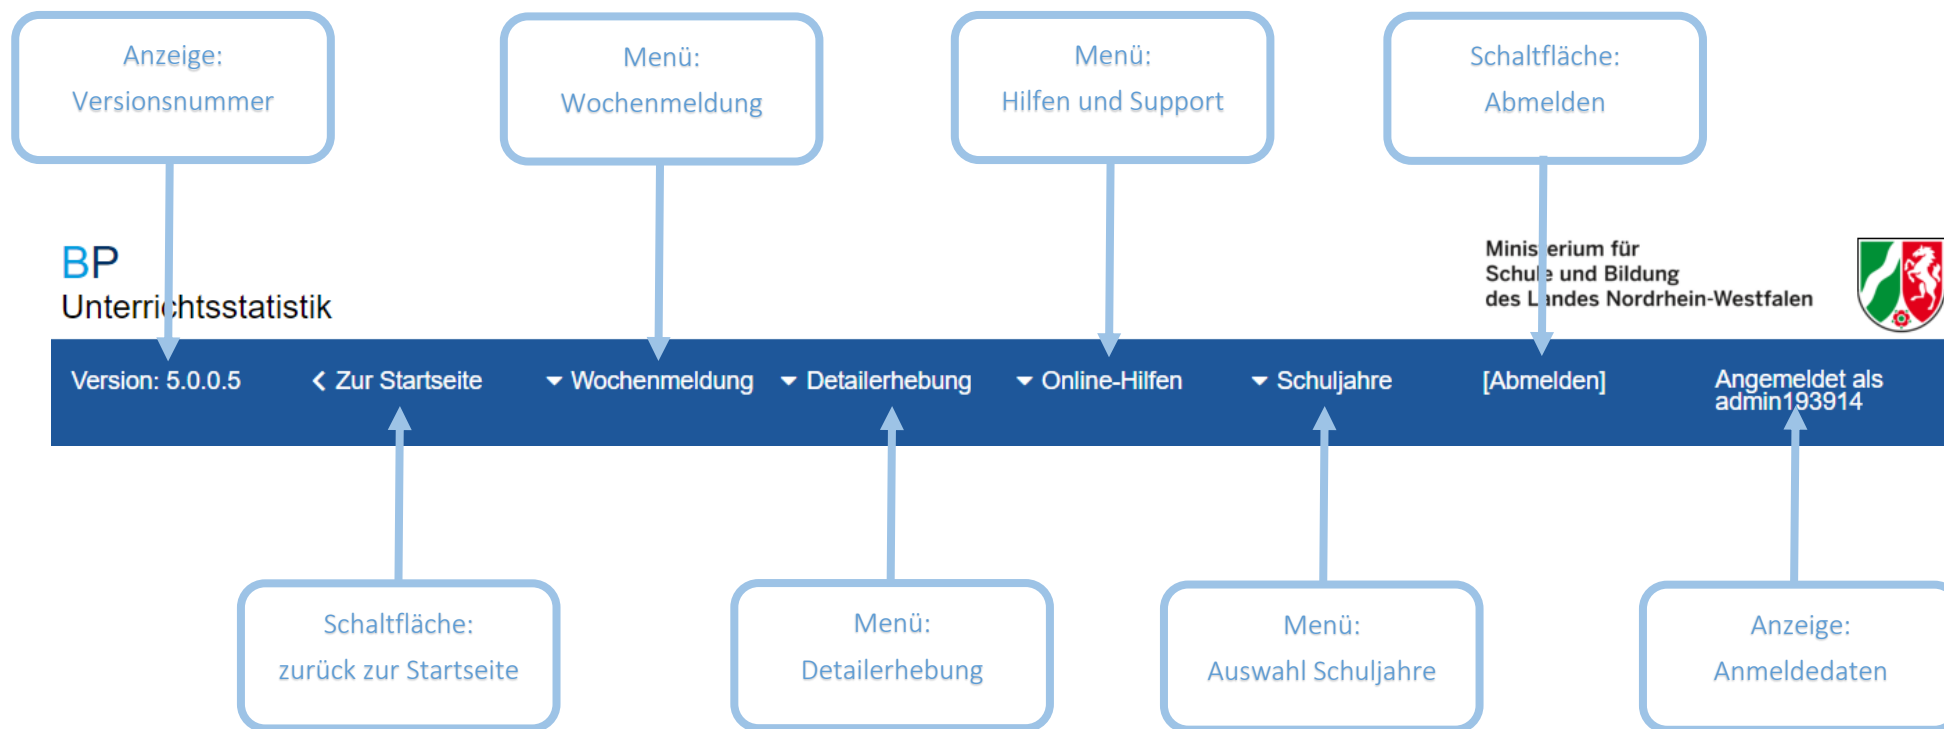 Anzeige:
Versionsnummer
Menü:
Wochenmeldung
Menü:
Hilfen und Support
Schaltfläche:
Abmelden
BP
Unterrichtsstatistik
Ministerium für
Schule und Bildung
des Landes Nordrhein-Westfalen
Version: 5.0.0.5
Zur Startseite
Wochenmeldung
Detailerhebung
Online-Hilfen
Schuljahre
[Abmelden]
Angemeldet als
admin193914
Schaltfläche:
zurück zur Startseite
Menü:
Detailerhebung
Menü:
Auswahl Schuljahre
Anzeige:
Anmeldedaten